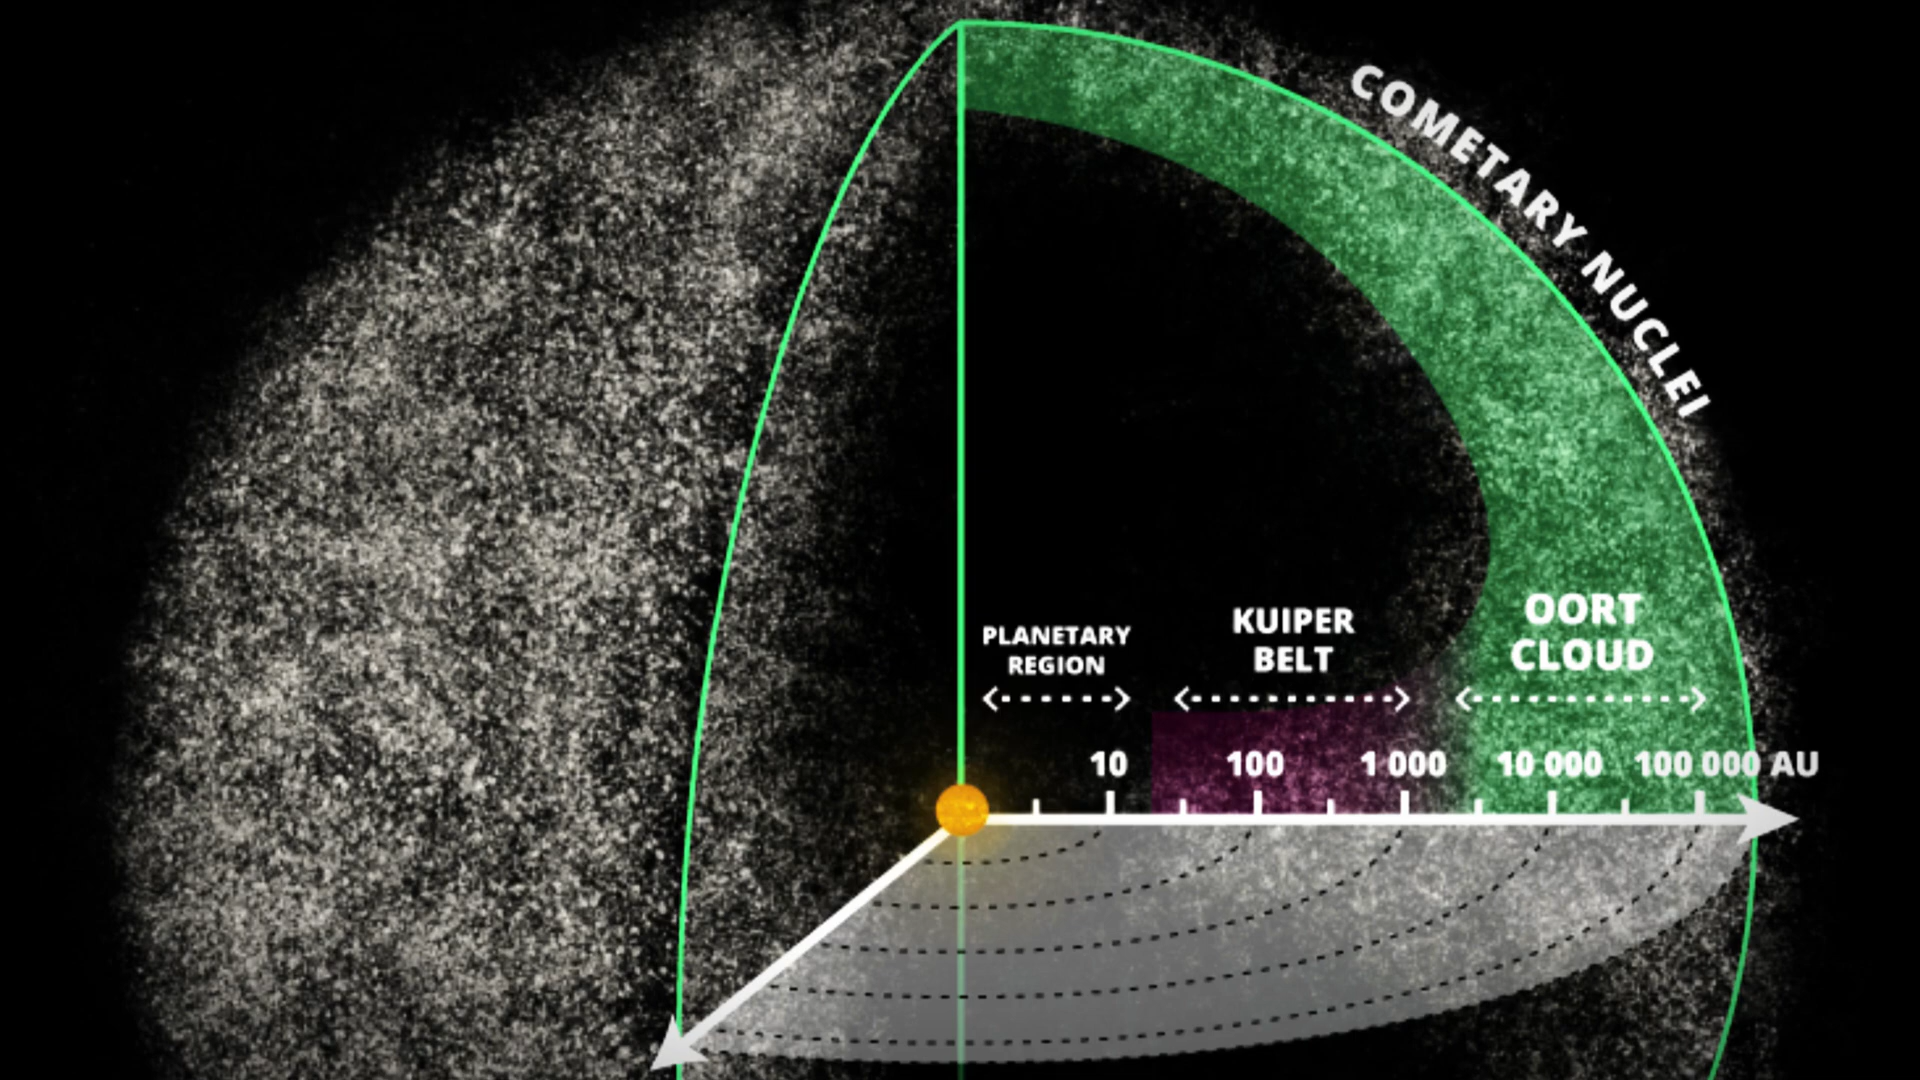 COMETARY NUCLEI
PLANETARY
REGION
KUIPER
BELT
OORT
CLOUD
10 100 1 000 10 000 100 000 AU